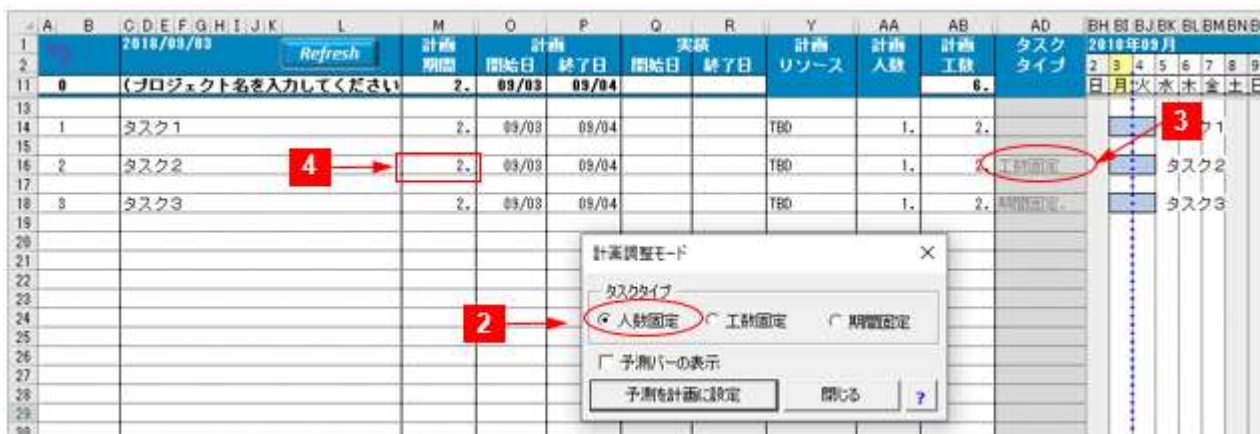 A B C D E F G H I J K L M O P Q R Y AA AB AD BH BI BJ BK BL BM BN B
1 2018/09/03 Refresh 計画 計画 実績 計画 計画 計画 タスク 2018年09月
2 期間 開始日 終了日 開始日 終了日 リソース 人数 工数 タイプ 2 3 4 5 6 7 8 9
11 0 (プロジェクト名を入力してください 2. 09/03 09/04 6. 日 月 火 水 木 金 土 日
13
14 1 タスク1 2. 09/03 09/04 TBD 1. 2. 3 ク1
15
16 2 タスク2 4 2. 09/03 09/04 TBD 1. 2. 工数固定 タスク2
17
18 3 タスク3 2. 09/03 09/04 TBD 1. 2. 期間固定. タスク3
19
20
21 計画調整モード
22
23 タスクタイプ
24 2 人数固定 工数固定 期間固定
25
26 予測バーの表示
27
28 予測を計画に設定 閉じる ?
29
30